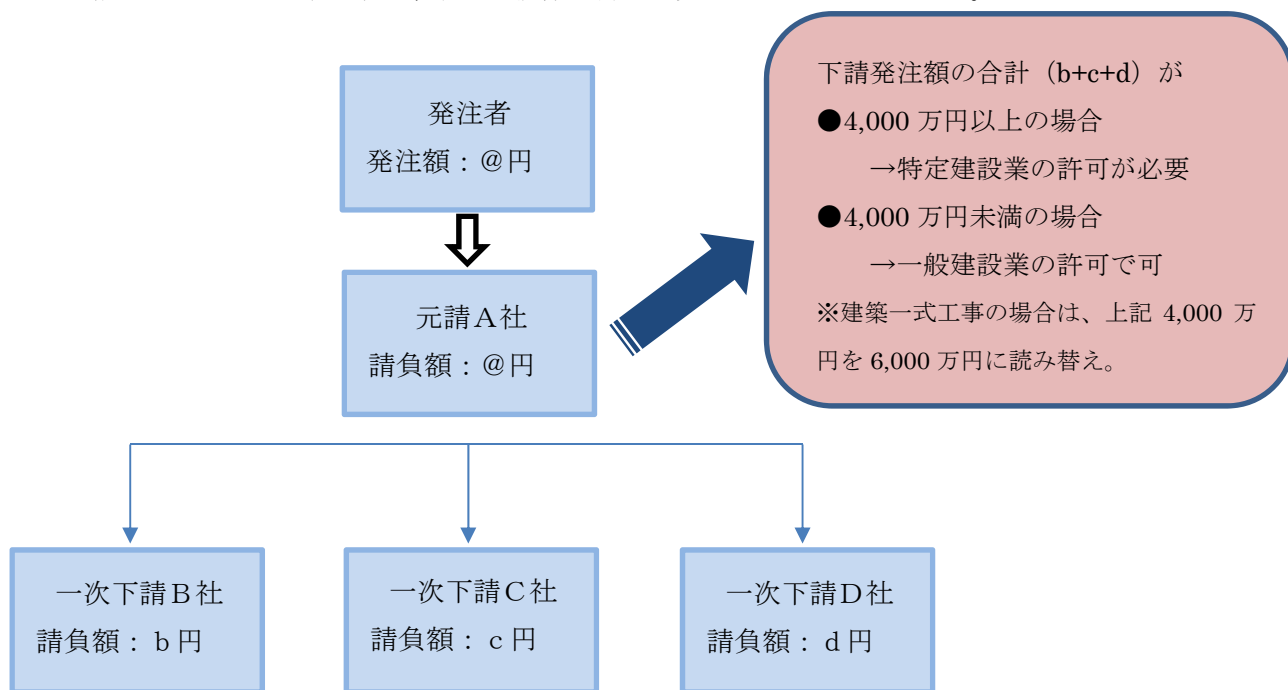 発注者
発注額：@円
元請Ａ社
請負額：@円
下請発注額の合計（b+c+d）が
●4,000 万円以上の場合
→特定建設業の許可が必要
●4,000 万円未満の場合
→一般建設業の許可で可
※建築一式工事の場合は、上記 4,000 万
円を 6,000 万円に読み替え。
一次下請Ｂ社
請負額：ｂ円
一次下請Ｃ社
請負額：ｃ円
一次下請Ｄ社
請負額：ｄ円